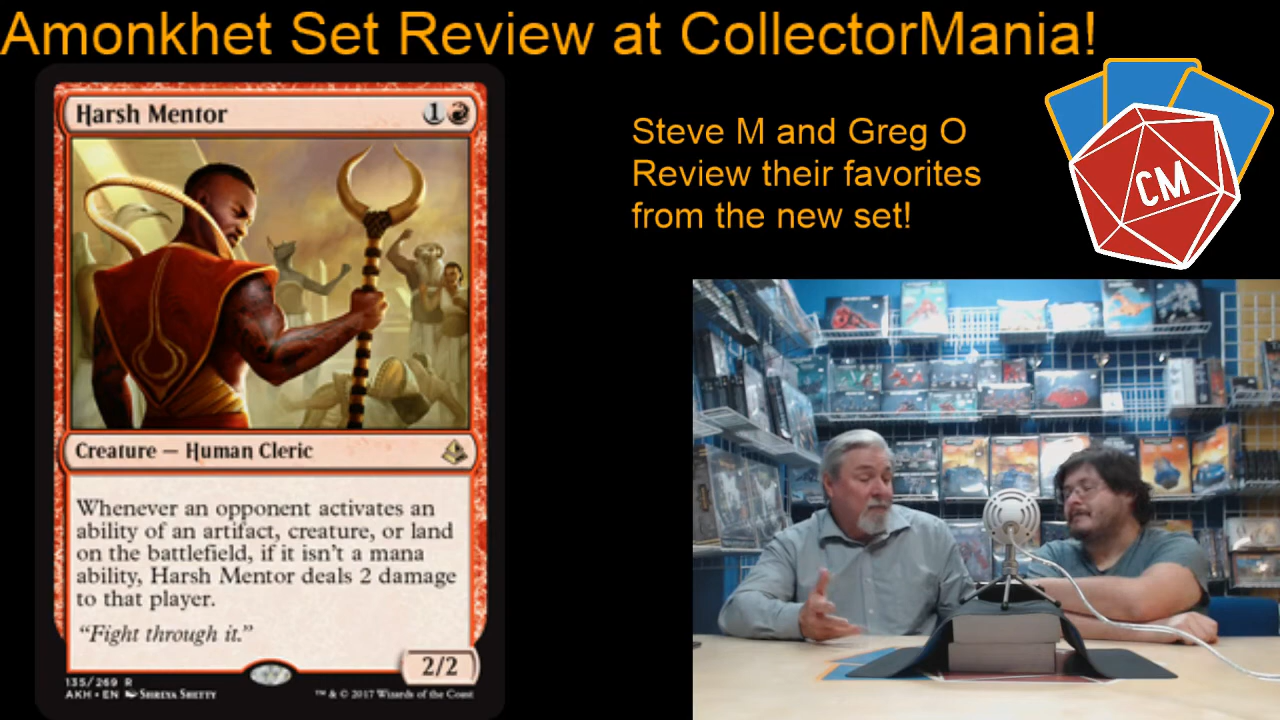 Amonkhet Set Review at CollectorMania!
Harsh Mentor 1
Steve M and Greg O
Review their favorites
from the new set!
CM
Creature — Human Cleric
Whenever an opponent activates an
ability of an artifact, creature, or land
on the battlefield, if it isn't a mana
ability, Harsh Mentor deals 2 damage
to that player.
"Fight through it."
2/2
135/269 R
AKH • EN Shreya Shetty
™ & © 2017 Wizards of the Coast